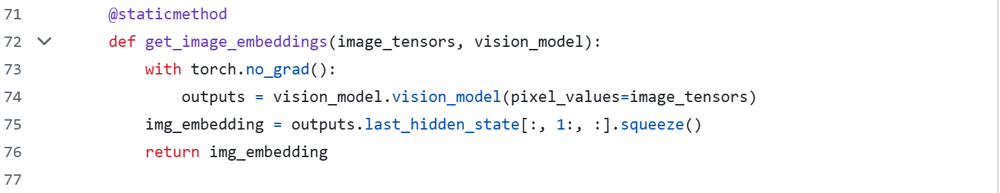 71 @staticmethod
72 def get_image_embeddings(image_tensors, vision_model):
73 with torch.no_grad():
74 outputs = vision_model.vision_model(pixel_values=image_tensors)
75 img_embedding = outputs.last_hidden_state[:, 1:, :].squeeze()
76 return img_embedding
77